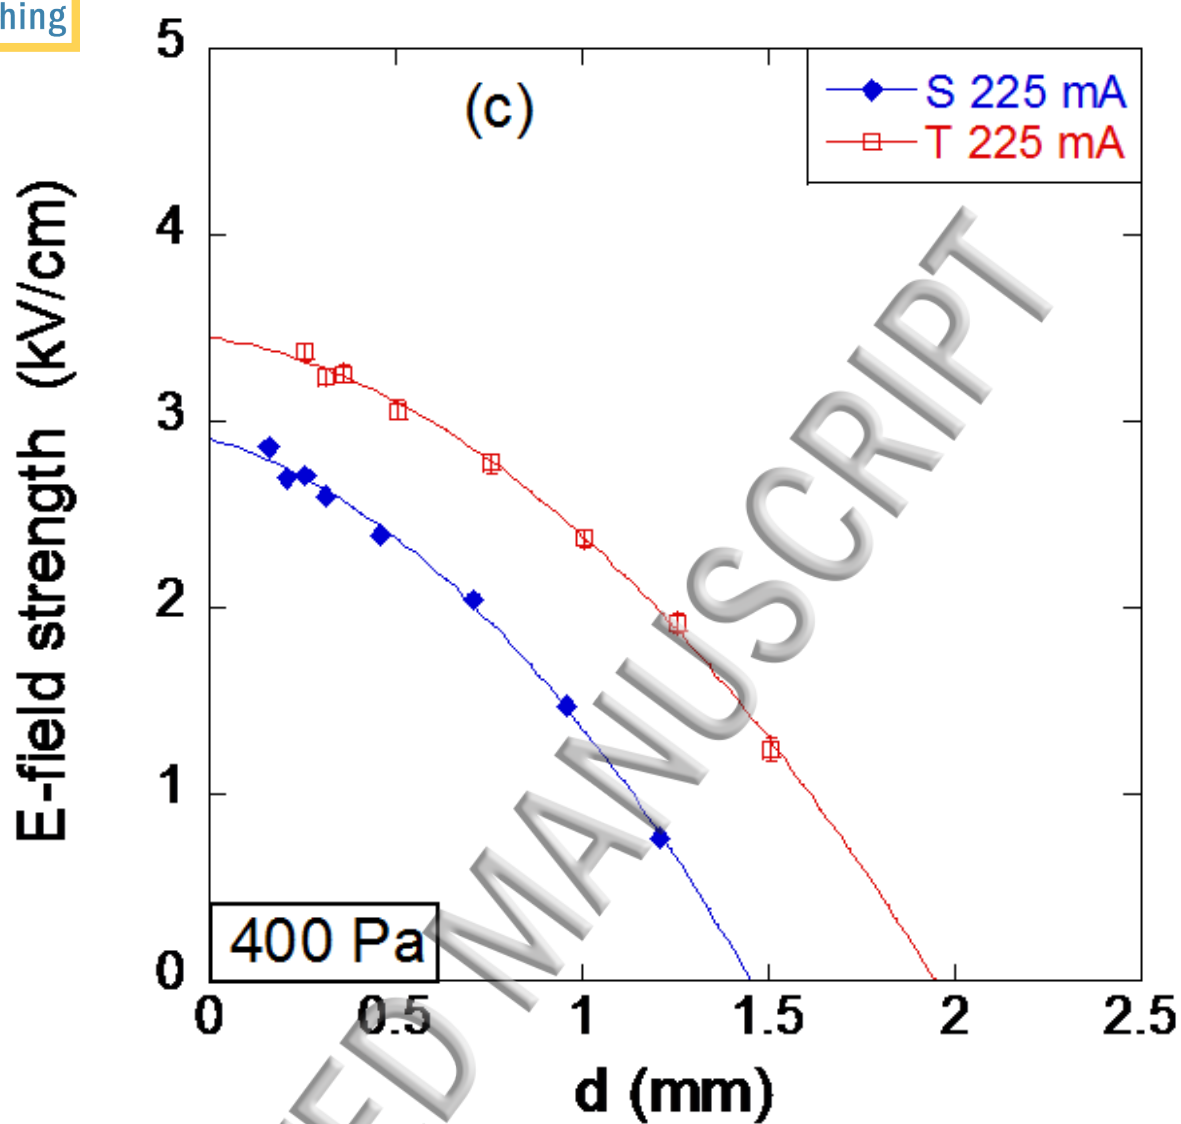 hing
5
4
3
2
1
0
E-field strength (kV/cm)
(c)
S 225 mA
T 225 mA
400 Pa
0 0.5 1 1.5 2 2.5
d (mm)
ED MANUSCRIPT